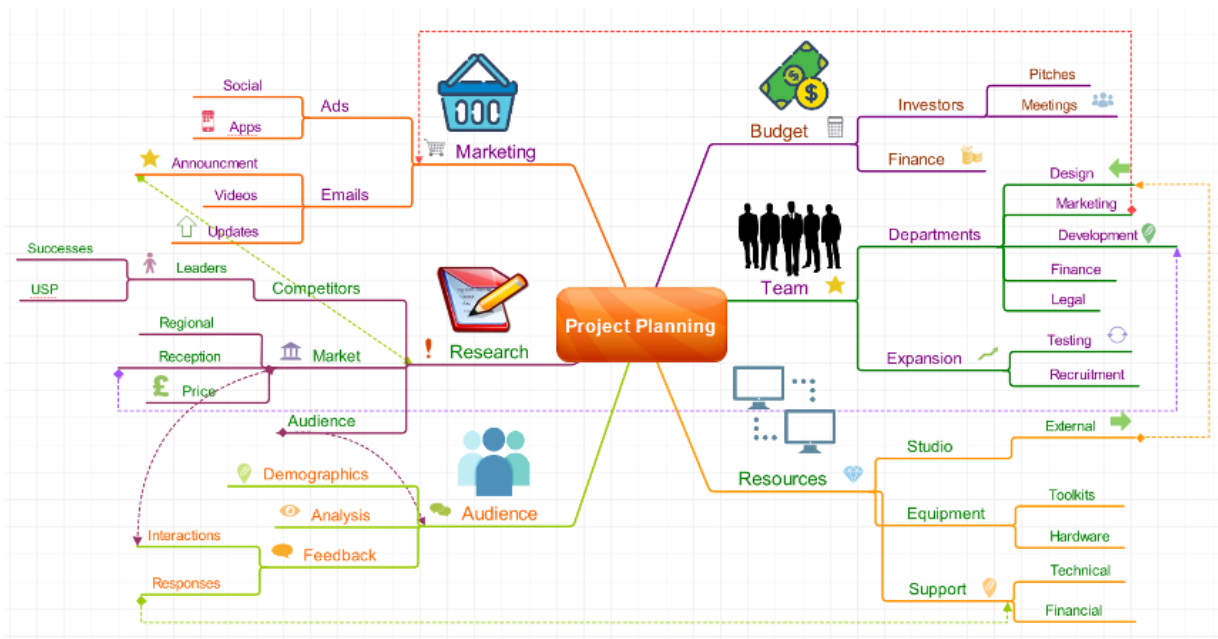 Project Planning
Marketing
Ads
Social
Apps
Emails
Announcment
Videos
Updates
Research
Competitors
Leaders
Successes
USP
Market
Regional
Reception
Price
Audience
Audience
Demographics
Analysis
Feedback
Interactions
Responses
Budget
Investors
Pitches
Meetings
Finance
Team
Departments
Design
Marketing
Development
Finance
Legal
Expansion
Testing
Recruitment
Resources
Studio
External
Equipment
Toolkits
Hardware
Support
Technical
Financial